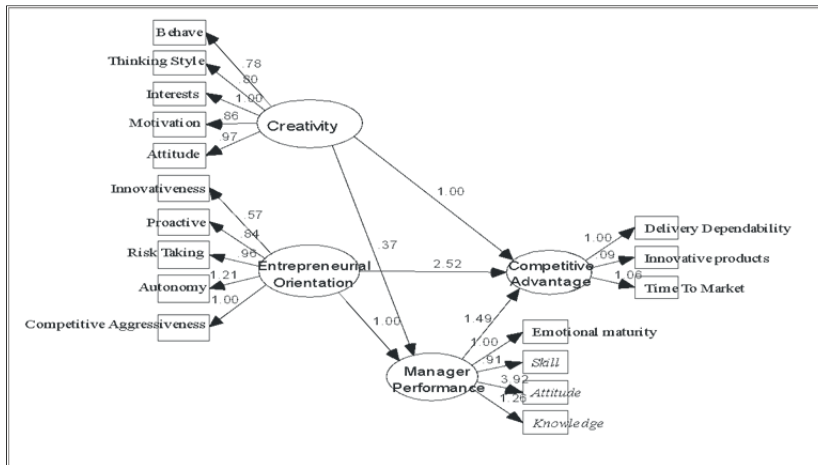 Behave
.78
Thinking Style
.80
Interests
1.00
Motivation
.86
Creativity
Attitude
.97
Innovativeness
.57
1.00
Proactive
.84
Delivery Dependability
1.00
Risk Taking
.96
.37
Innovative products
.09
Entrepreneurial
Orientation
2.52
Competitive
Advantage
1.06
Time To Market
Autonomy
1.21
1.00
Competitive Aggressiveness
1.00
1.49
Emotional maturity
1.00
Skill
.91
Manager
Performance
3.92
Attitude
1.26
Knowledge